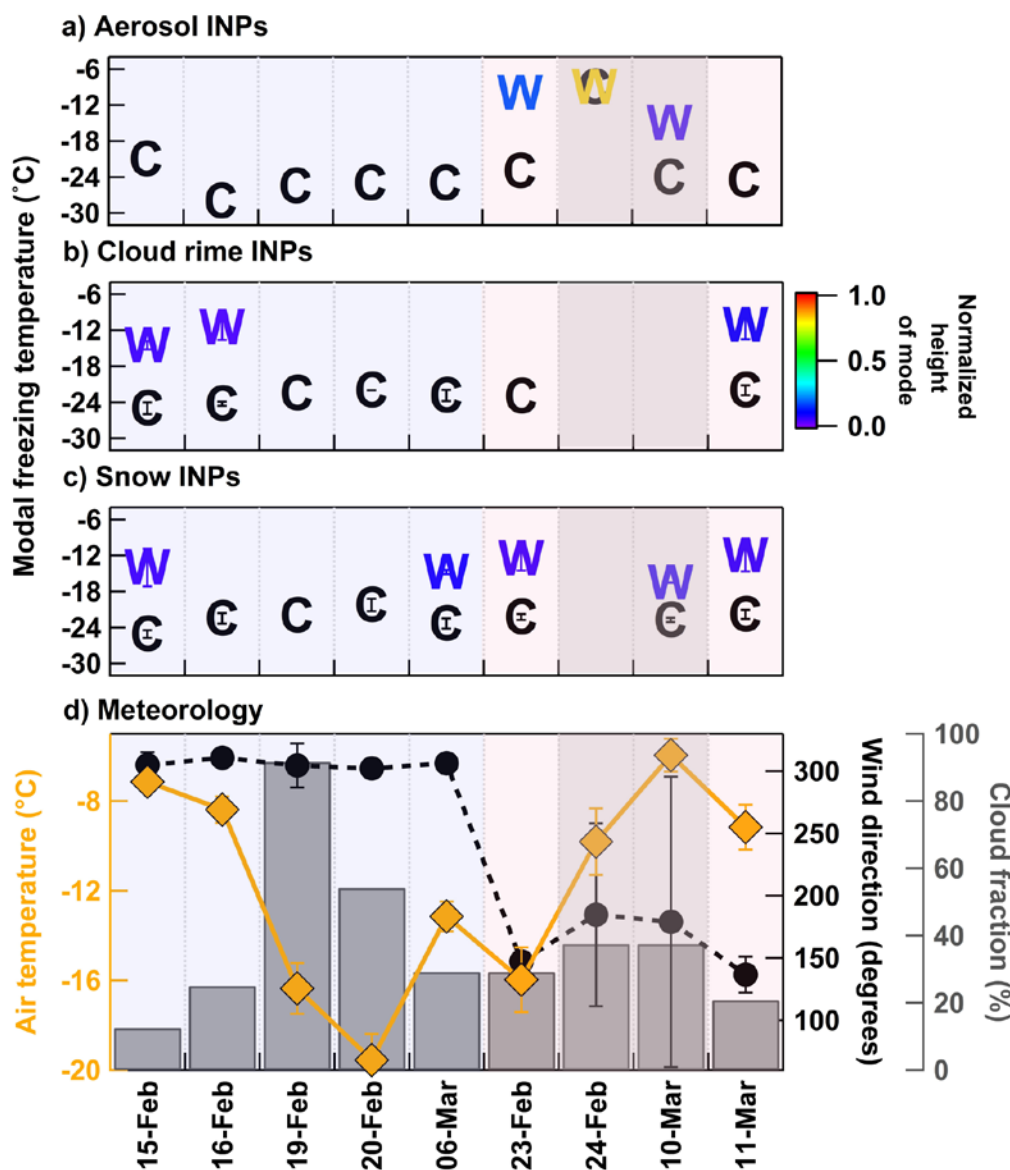 a) Aerosol INPs
-6
-12
-18
-24
-30
C C C C C W C W C W C C
b) Cloud rime INPs
-6
-12
-18
-24
-30
W W W
C C C C C C C
1.0
0.5
0.0
Normalized
height
of mode
Modal freezing temperature (°C)
c) Snow INPs
-6
-12
-18
-24
-30
W W W W W
C C C C C C C C
d) Meteorology
-8
-12
-16
-20
Air temperature (°C)
300
250
200
150
100
Wind direction (degrees)
100
80
60
40
20
0
Cloud fraction
(%)
15-Feb
16-Feb
19-Feb
20-Feb
06-Mar
23-Feb
24-Feb
10-Mar
11-Mar